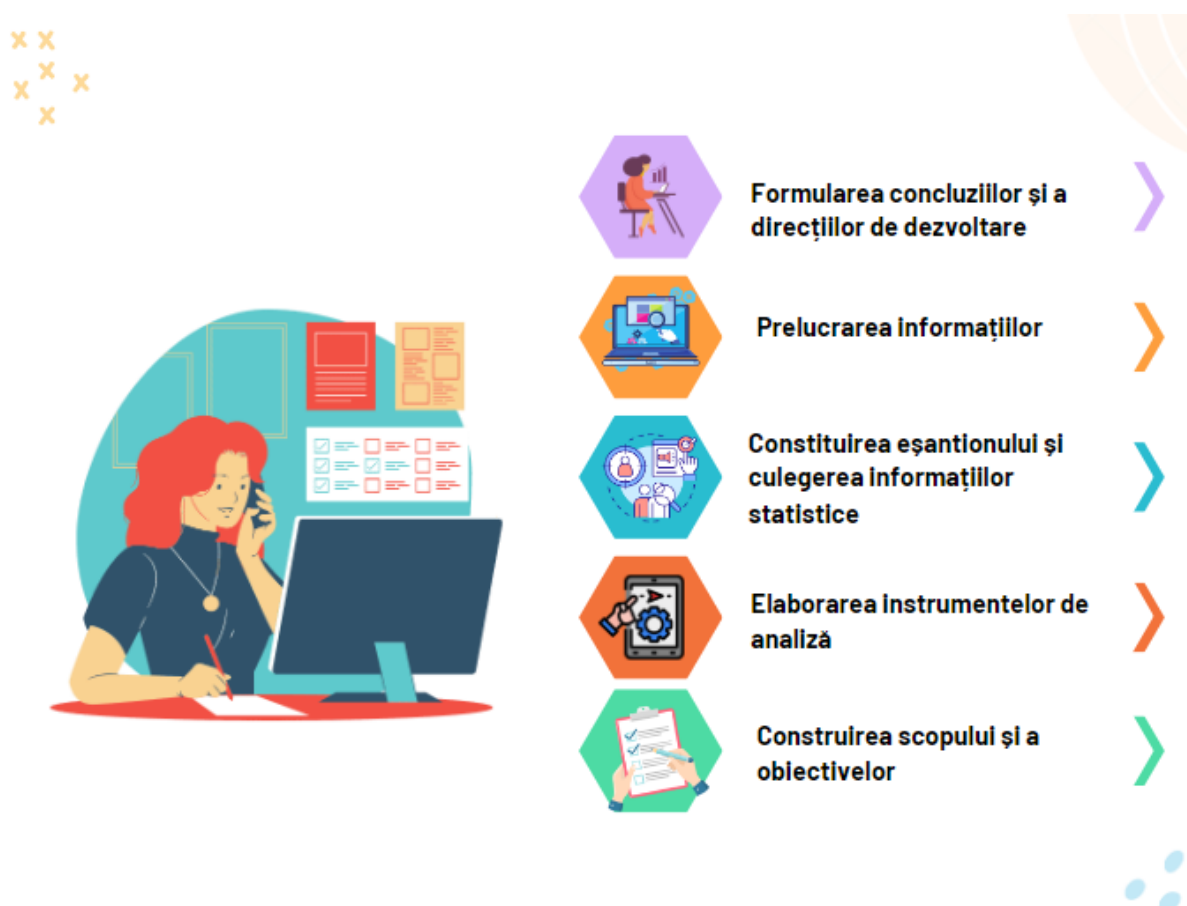 Formularea concluziilor și a
direcțiilor de dezvoltare
Prelucrarea informațiilor
Constituirea eșantionului și
culegerea informațiilor
statistice
Elaborarea instrumentelor de
analiză
Construirea scopului și a
obiectivelor